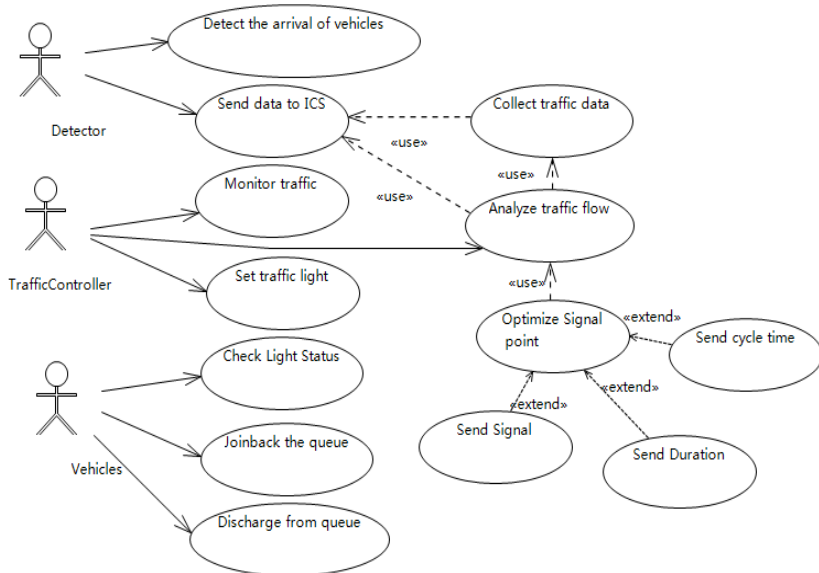 Detect the arrival of vehicles
Send data to ICS
Collect traffic data
Detector
«use»
Monitor traffic
«use»
«use»
Analyze traffic flow
TrafficController
Set traffic light
«use»
Optimize Signal
point
«extend»
Send cycle time
Check Light Status
«extend»
«extend»
Send Signal
Joinback the queue
Send Duration
Vehicles
Discharge from queue